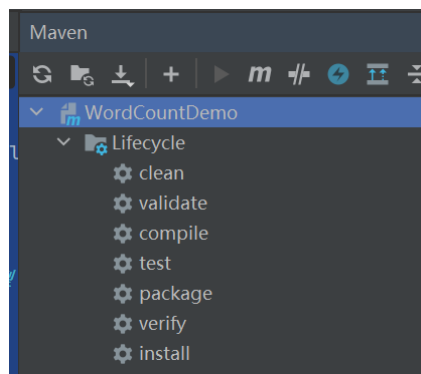 Maven
WordCountDemo
Lifecycle
clean
validate
compile
test
package
verify
install